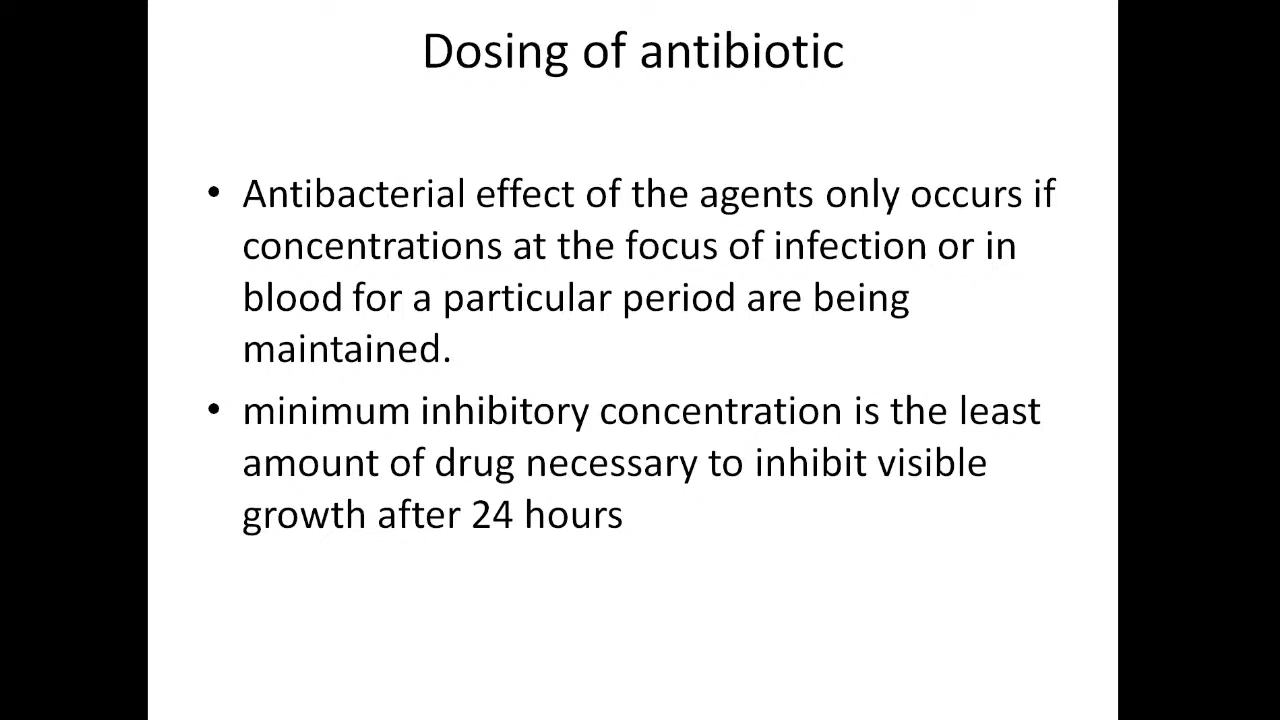 Dosing of antibiotic
• Antibacterial effect of the agents only occurs if
concentrations at the focus of infection or in
blood for a particular period are being
maintained.
• minimum inhibitory concentration is the least
amount of drug necessary to inhibit visible
growth after 24 hours